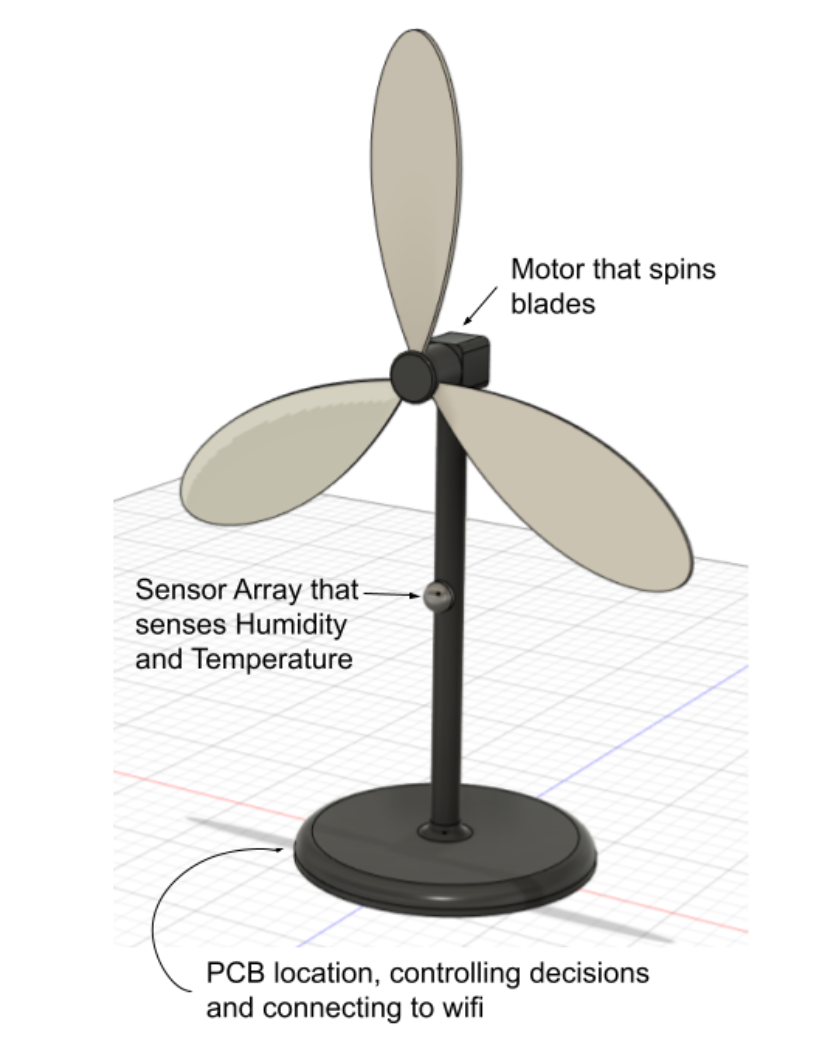 Motor that spins
blades
Sensor Array that
senses Humidity
and Temperature
PCB location, controlling decisions
and connecting to wifi